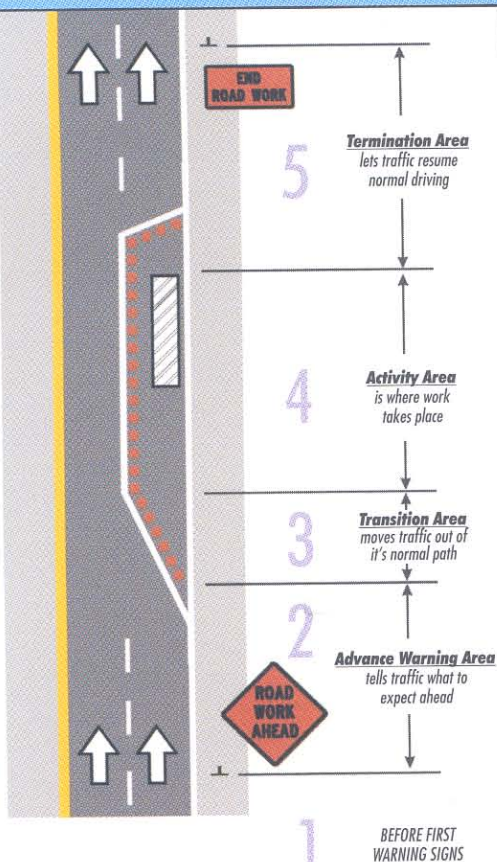 END
ROAD WORK
5
Termination Area
lets traffic resume
normal driving
4
Activity Area
is where work
takes place
3
Transition Area
moves traffic out of
it's normal path
2
Advance Warning Area
tells traffic what to
expect ahead
ROAD
WORK
AHEAD
1
BEFORE FIRST
WARNING SIGNS